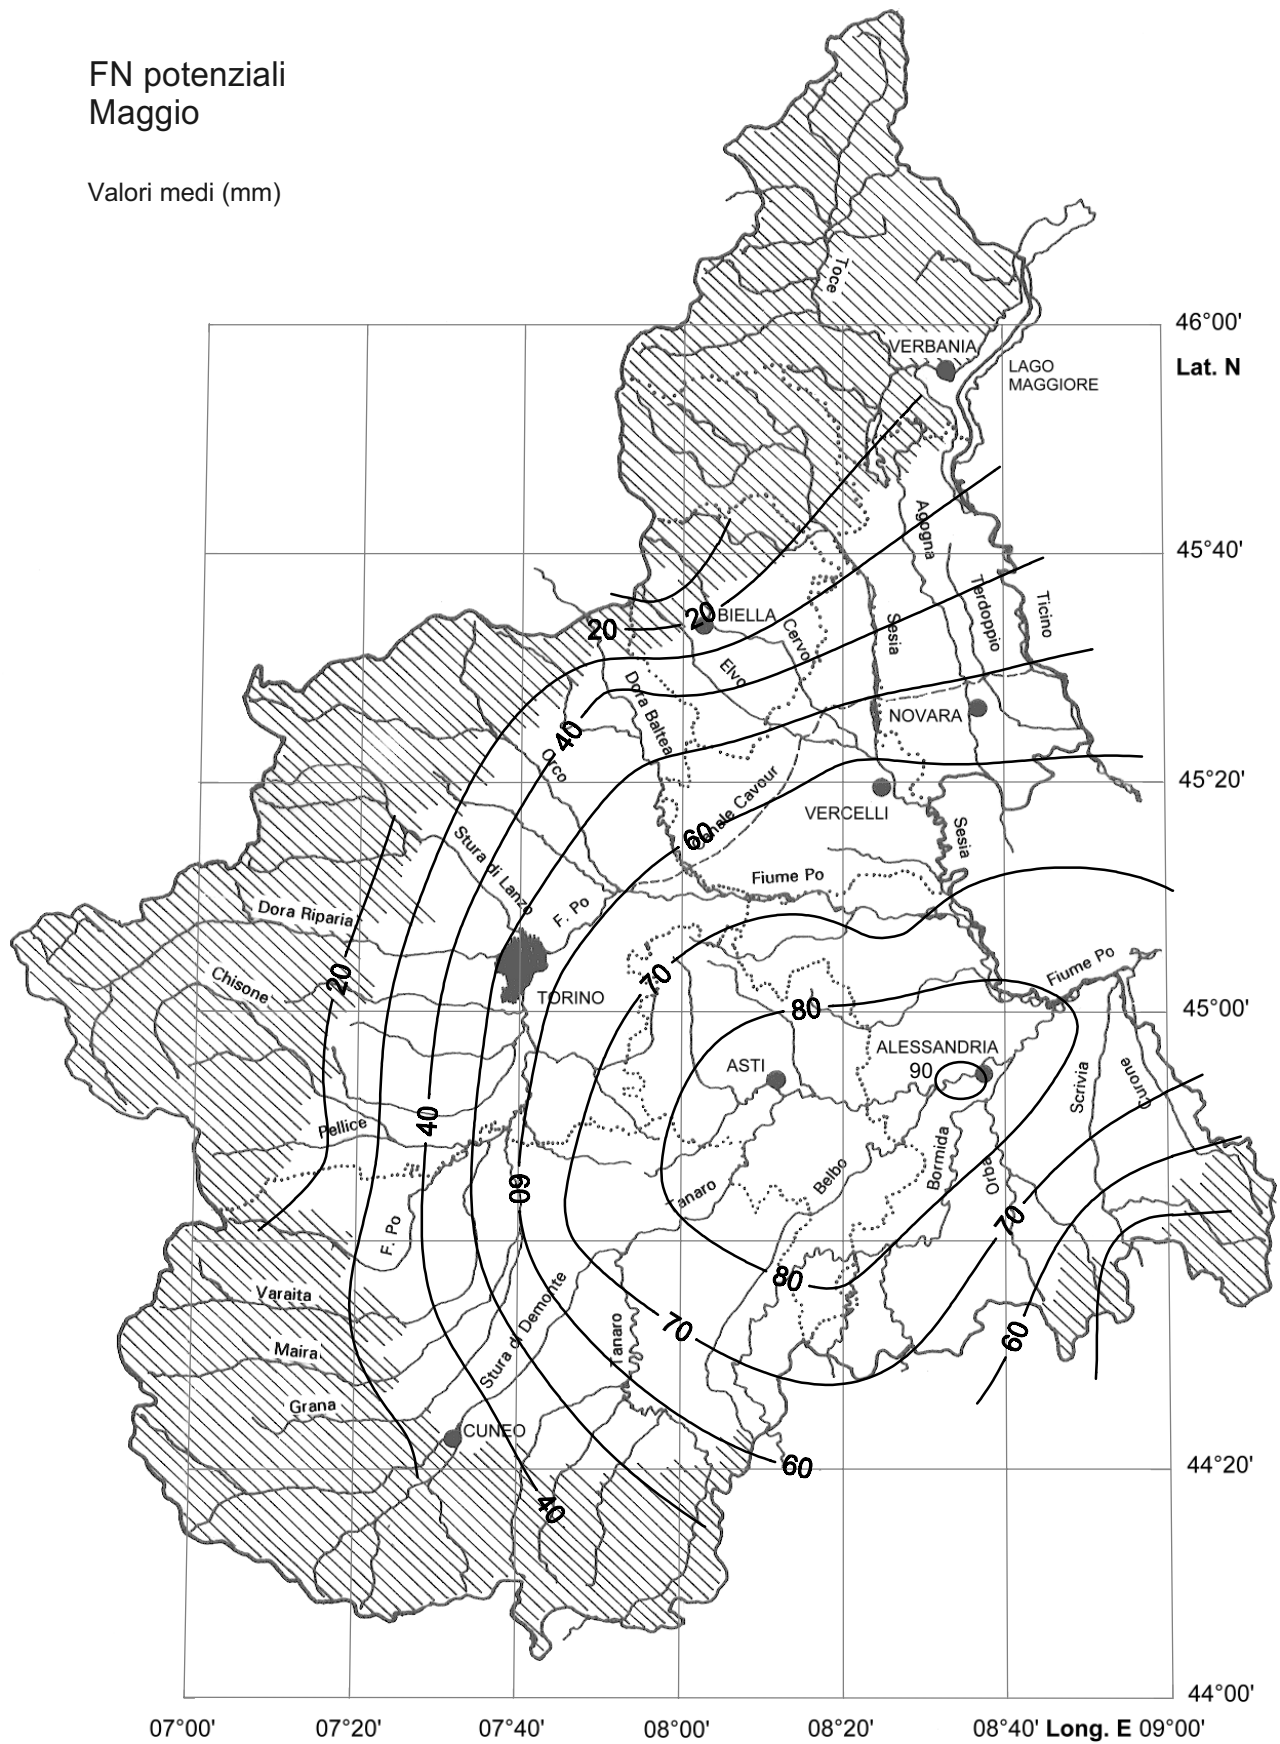 FN potenziali
Maggio
Valori medi (mm)
Toce
46°00'
VERBANIA
Lat. N
LAGO
MAGGIORE
Agogna
45°40'
Terdoppio
Ticino
20
20
BIELLA
Cervo
Sesia
Elvo
Dora Baltea
NOVARA
40
Orco
45°20'
Canale Cavour
VERCELLI
60
Sesia
Stura di Lanzo
Fiume Po
Dora Riparia
F. Po
Chisone
20
70
Fiume Po
TORINO
80
45°00'
ALESSANDRIA
ASTI
90
Scrivia
Curone
40
Pellice
Bormida
Orba
Belbo
60
Tanaro
70
F. Po
80
Varaita
Stura di Demonte
Tanaro
70
60
Maira
Grana
CUNEO
60
44°20'
40
44°00'
07°00'
07°20'
07°40'
08°00'
08°20'
08°40'
Long. E
09°00'